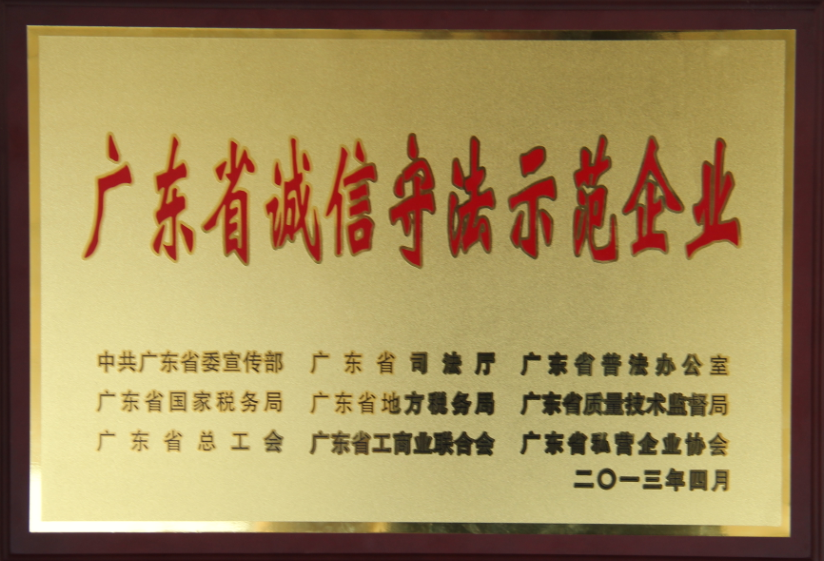 广东省诚信守法示范企业
中共广东省委宣传部 广东省司法厅 广东省普法办公室
广东省国家税务局 广东省地方税务局 广东省质量技术监督局
广东省总工会 广东省工商业联合会 广东省私营企业协会
二〇一三年四月